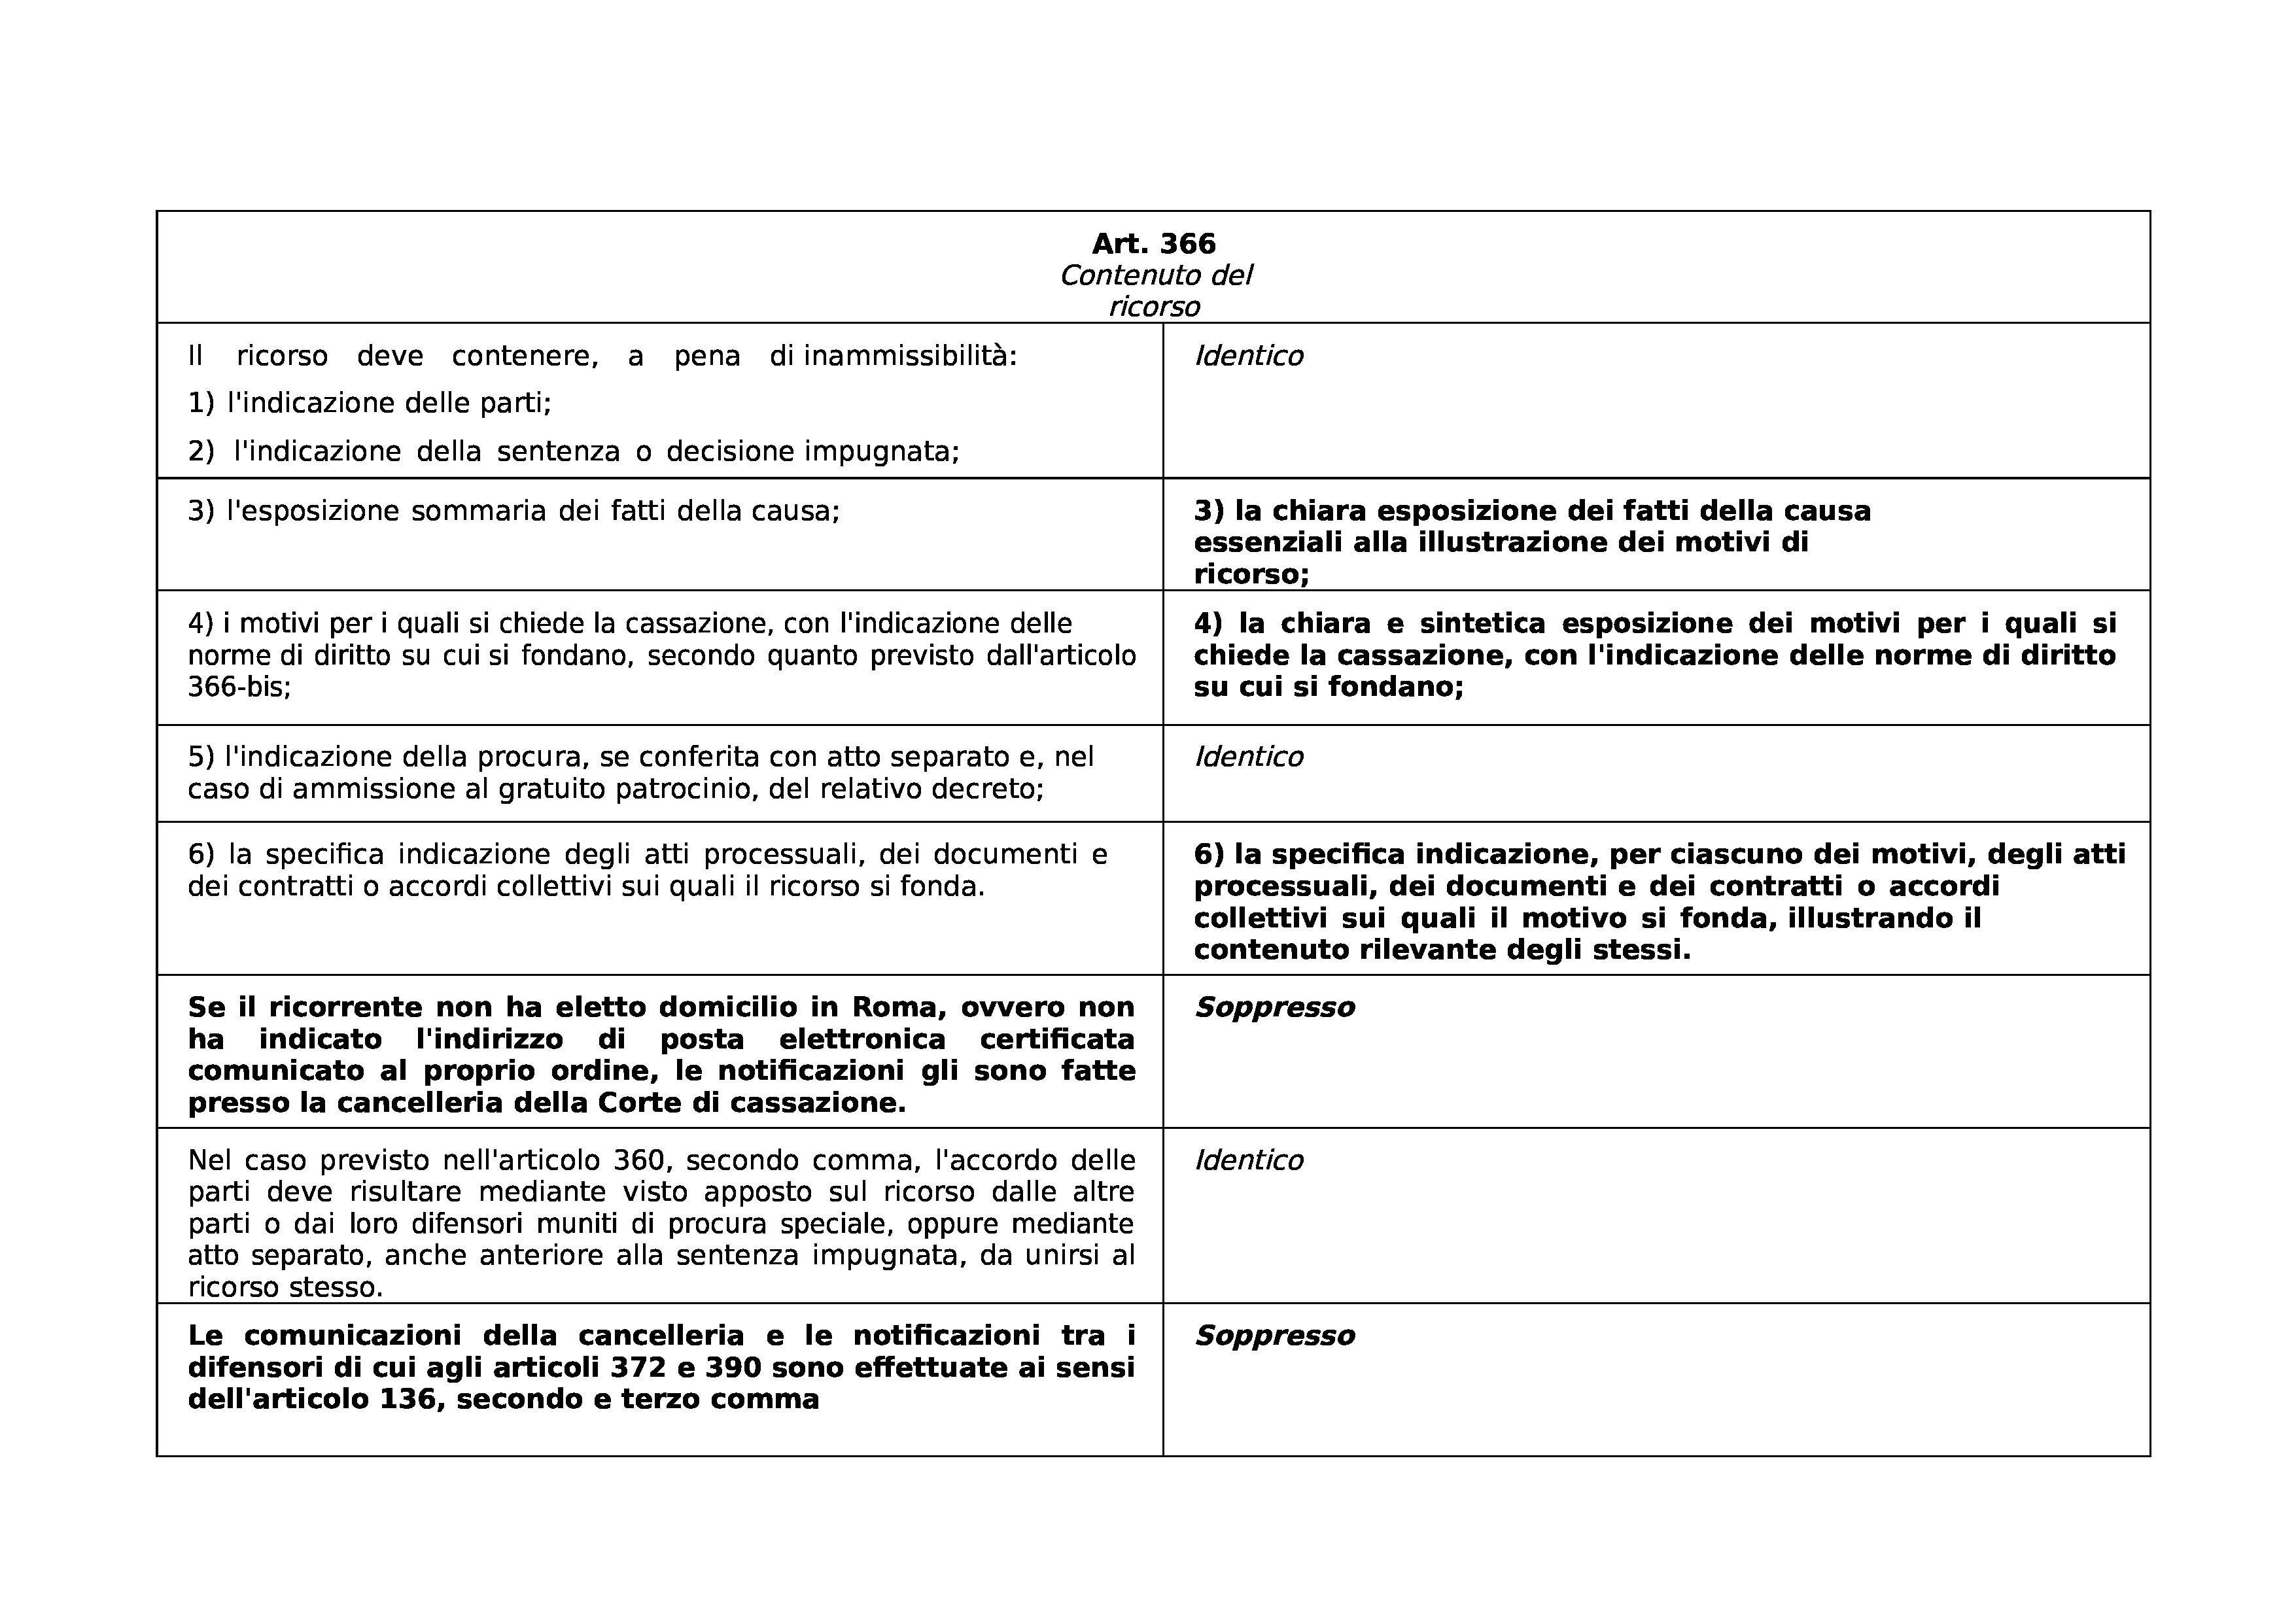 Art. 366
Contenuto del
ricorso
Il ricorso deve contenere, a pena di inammissibilità:
1) l'indicazione delle parti;
2) l'indicazione della sentenza o decisione impugnata;
Identico
3) l'esposizione sommaria dei fatti della causa;
3) la chiara esposizione dei fatti della causa
essenziali alla illustrazione dei motivi di
ricorso;
4) i motivi per i quali si chiede la cassazione, con l'indicazione delle
norme di diritto su cui si fondano, secondo quanto previsto dall'articolo
366-bis;
4) la chiara e sintetica esposizione dei motivi per i quali si
chiede la cassazione, con l'indicazione delle norme di diritto
su cui si fondano;
5) l'indicazione della procura, se conferita con atto separato e, nel
caso di ammissione al gratuito patrocinio, del relativo decreto;
Identico
6) la specifica indicazione degli atti processuali, dei documenti e
dei contratti o accordi collettivi sui quali il ricorso si fonda.
6) la specifica indicazione, per ciascuno dei motivi, degli atti
processuali, dei documenti e dei contratti o accordi
collettivi sui quali il motivo si fonda, illustrando il
contenuto rilevante degli stessi.
Se il ricorrente non ha eletto domicilio in Roma, ovvero non
ha indicato l'indirizzo di posta elettronica certificata
comunicato al proprio ordine, le notificazioni gli sono fatte
presso la cancelleria della Corte di cassazione.
Soppresso
Nel caso previsto nell'articolo 360, secondo comma, l'accordo delle
parti deve risultare mediante visto apposto sul ricorso dalle altre
parti o dai loro difensori muniti di procura speciale, oppure mediante
atto separato, anche anteriore alla sentenza impugnata, da unirsi al
ricorso stesso.
Identico
Le comunicazioni della cancelleria e le notificazioni tra i
difensori di cui agli articoli 372 e 390 sono effettuate ai sensi
dell'articolo 136, secondo e terzo comma
Soppresso